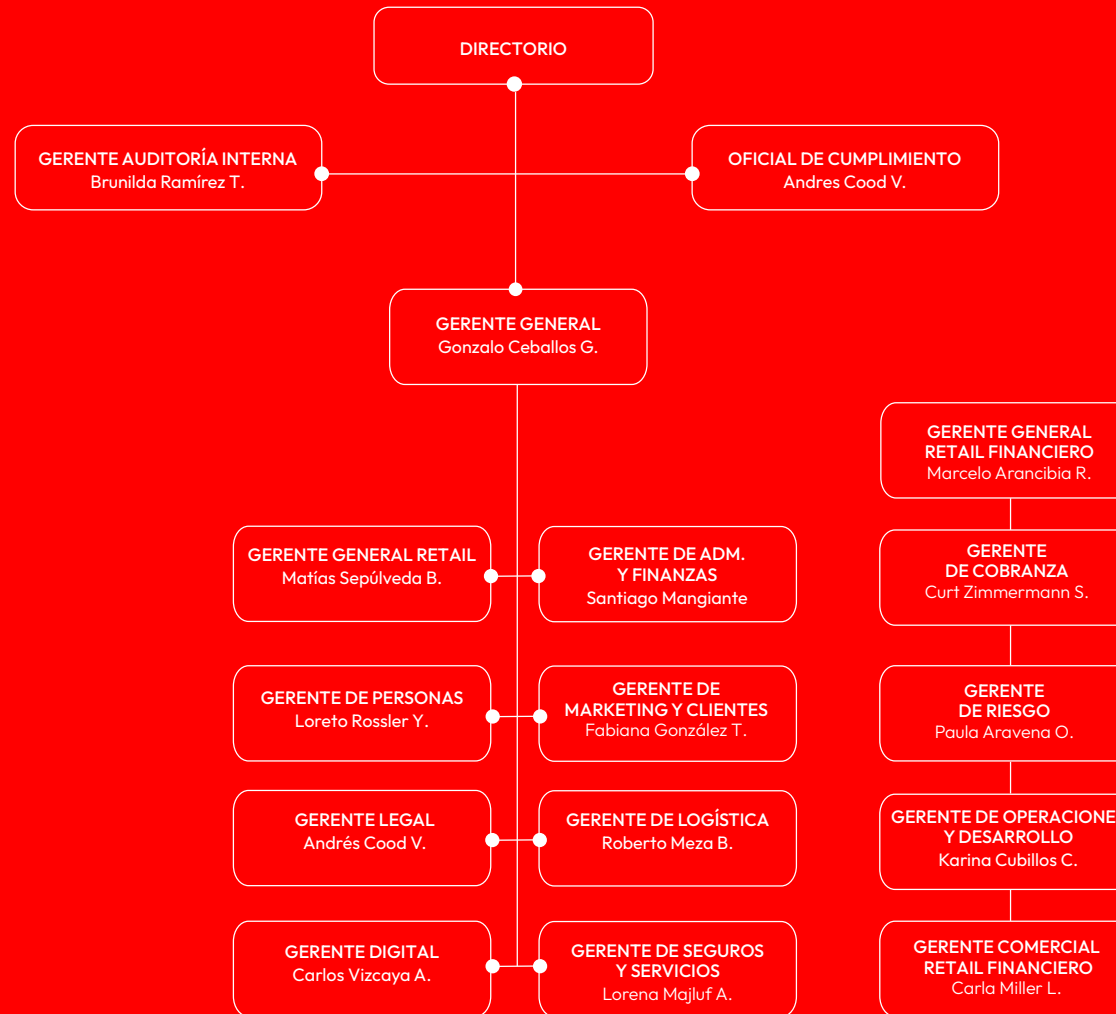 DIRECTORIO
GERENTE AUDITORÍA INTERNA
Brunilda Ramírez T.
OFICIAL DE CUMPLIMIENTO
Andres Cood V.
GERENTE GENERAL
Gonzalo Ceballos G.
GERENTE GENERAL
RETAIL FINANCIERO
Marcelo Arancibia R.
GERENTE GENERAL RETAIL
Matías Sepúlveda B.
GERENTE DE ADM.
Y FINANZAS
Santiago Mangiante
GERENTE
DE COBRANZA
Curt Zimmermann S.
GERENTE DE PERSONAS
Loreto Rossler Y.
GERENTE DE
MARKETING Y CLIENTES
Fabiana González T.
GERENTE
DE RIESGO
Paula Aravena O.
GERENTE LEGAL
Andrés Cood V.
GERENTE DE LOGÍSTICA
Roberto Meza B.
GERENTE DE OPERACIONE
Y DESARROLLO
Karina Cubillos C.
GERENTE DIGITAL
Carlos Vizcaya A.
GERENTE DE SEGUROS
Y SERVICIOS
Lorena Majluf A.
GERENTE COMERCIAL
RETAIL FINANCIERO
Carla Miller L.